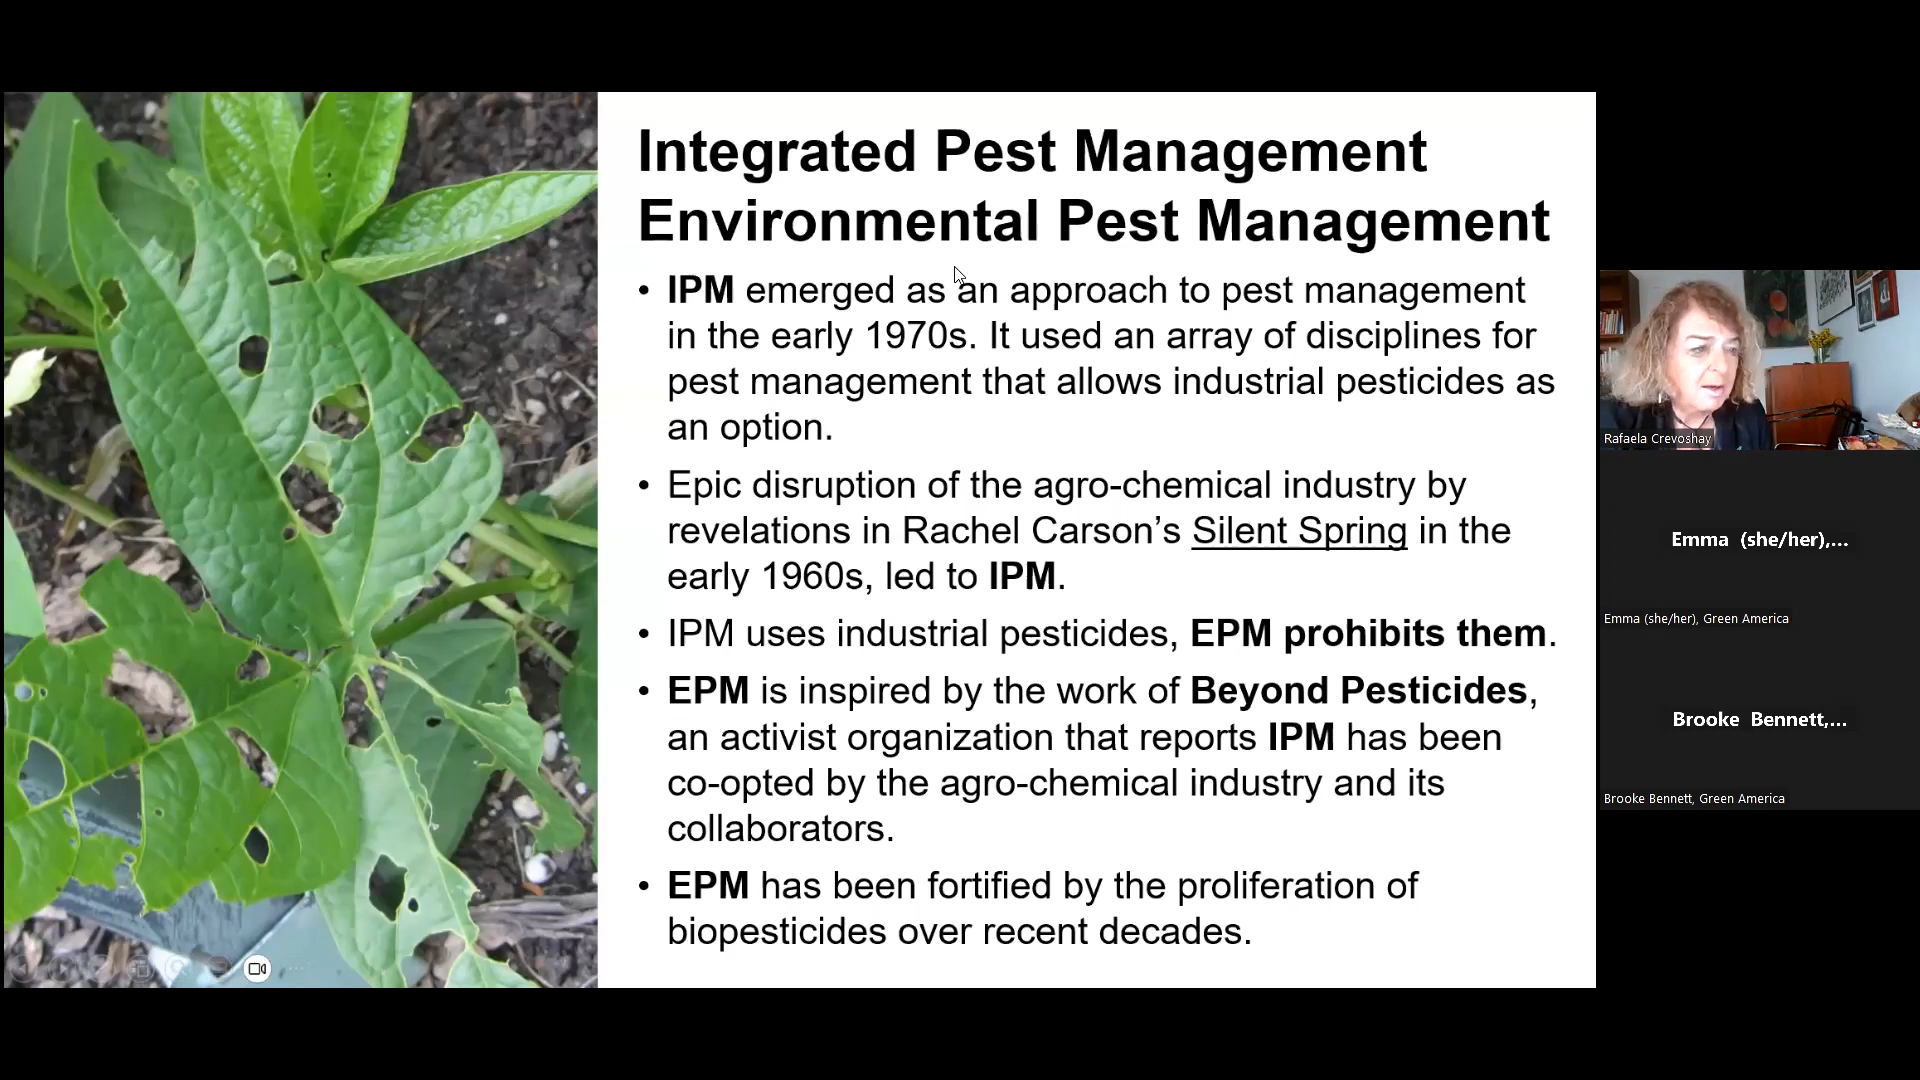 Integrated Pest Management
Environmental Pest Management
• IPM emerged as an approach to pest management
in the early 1970s. It used an array of disciplines for
pest management that allows industrial pesticides as
an option.
• Epic disruption of the agro-chemical industry by
revelations in Rachel Carson’s Silent Spring in the
early 1960s, led to IPM.
• IPM uses industrial pesticides, EPM prohibits them.
• EPM is inspired by the work of Beyond Pesticides,
an activist organization that reports IPM has been
co-opted by the agro-chemical industry and its
collaborators.
• EPM has been fortified by the proliferation of
biopesticides over recent decades.
Rafaela Crevoshay
Emma (she/her),...
Emma (she/her), Green America
Brooke Bennett,...
Brooke Bennett, Green America